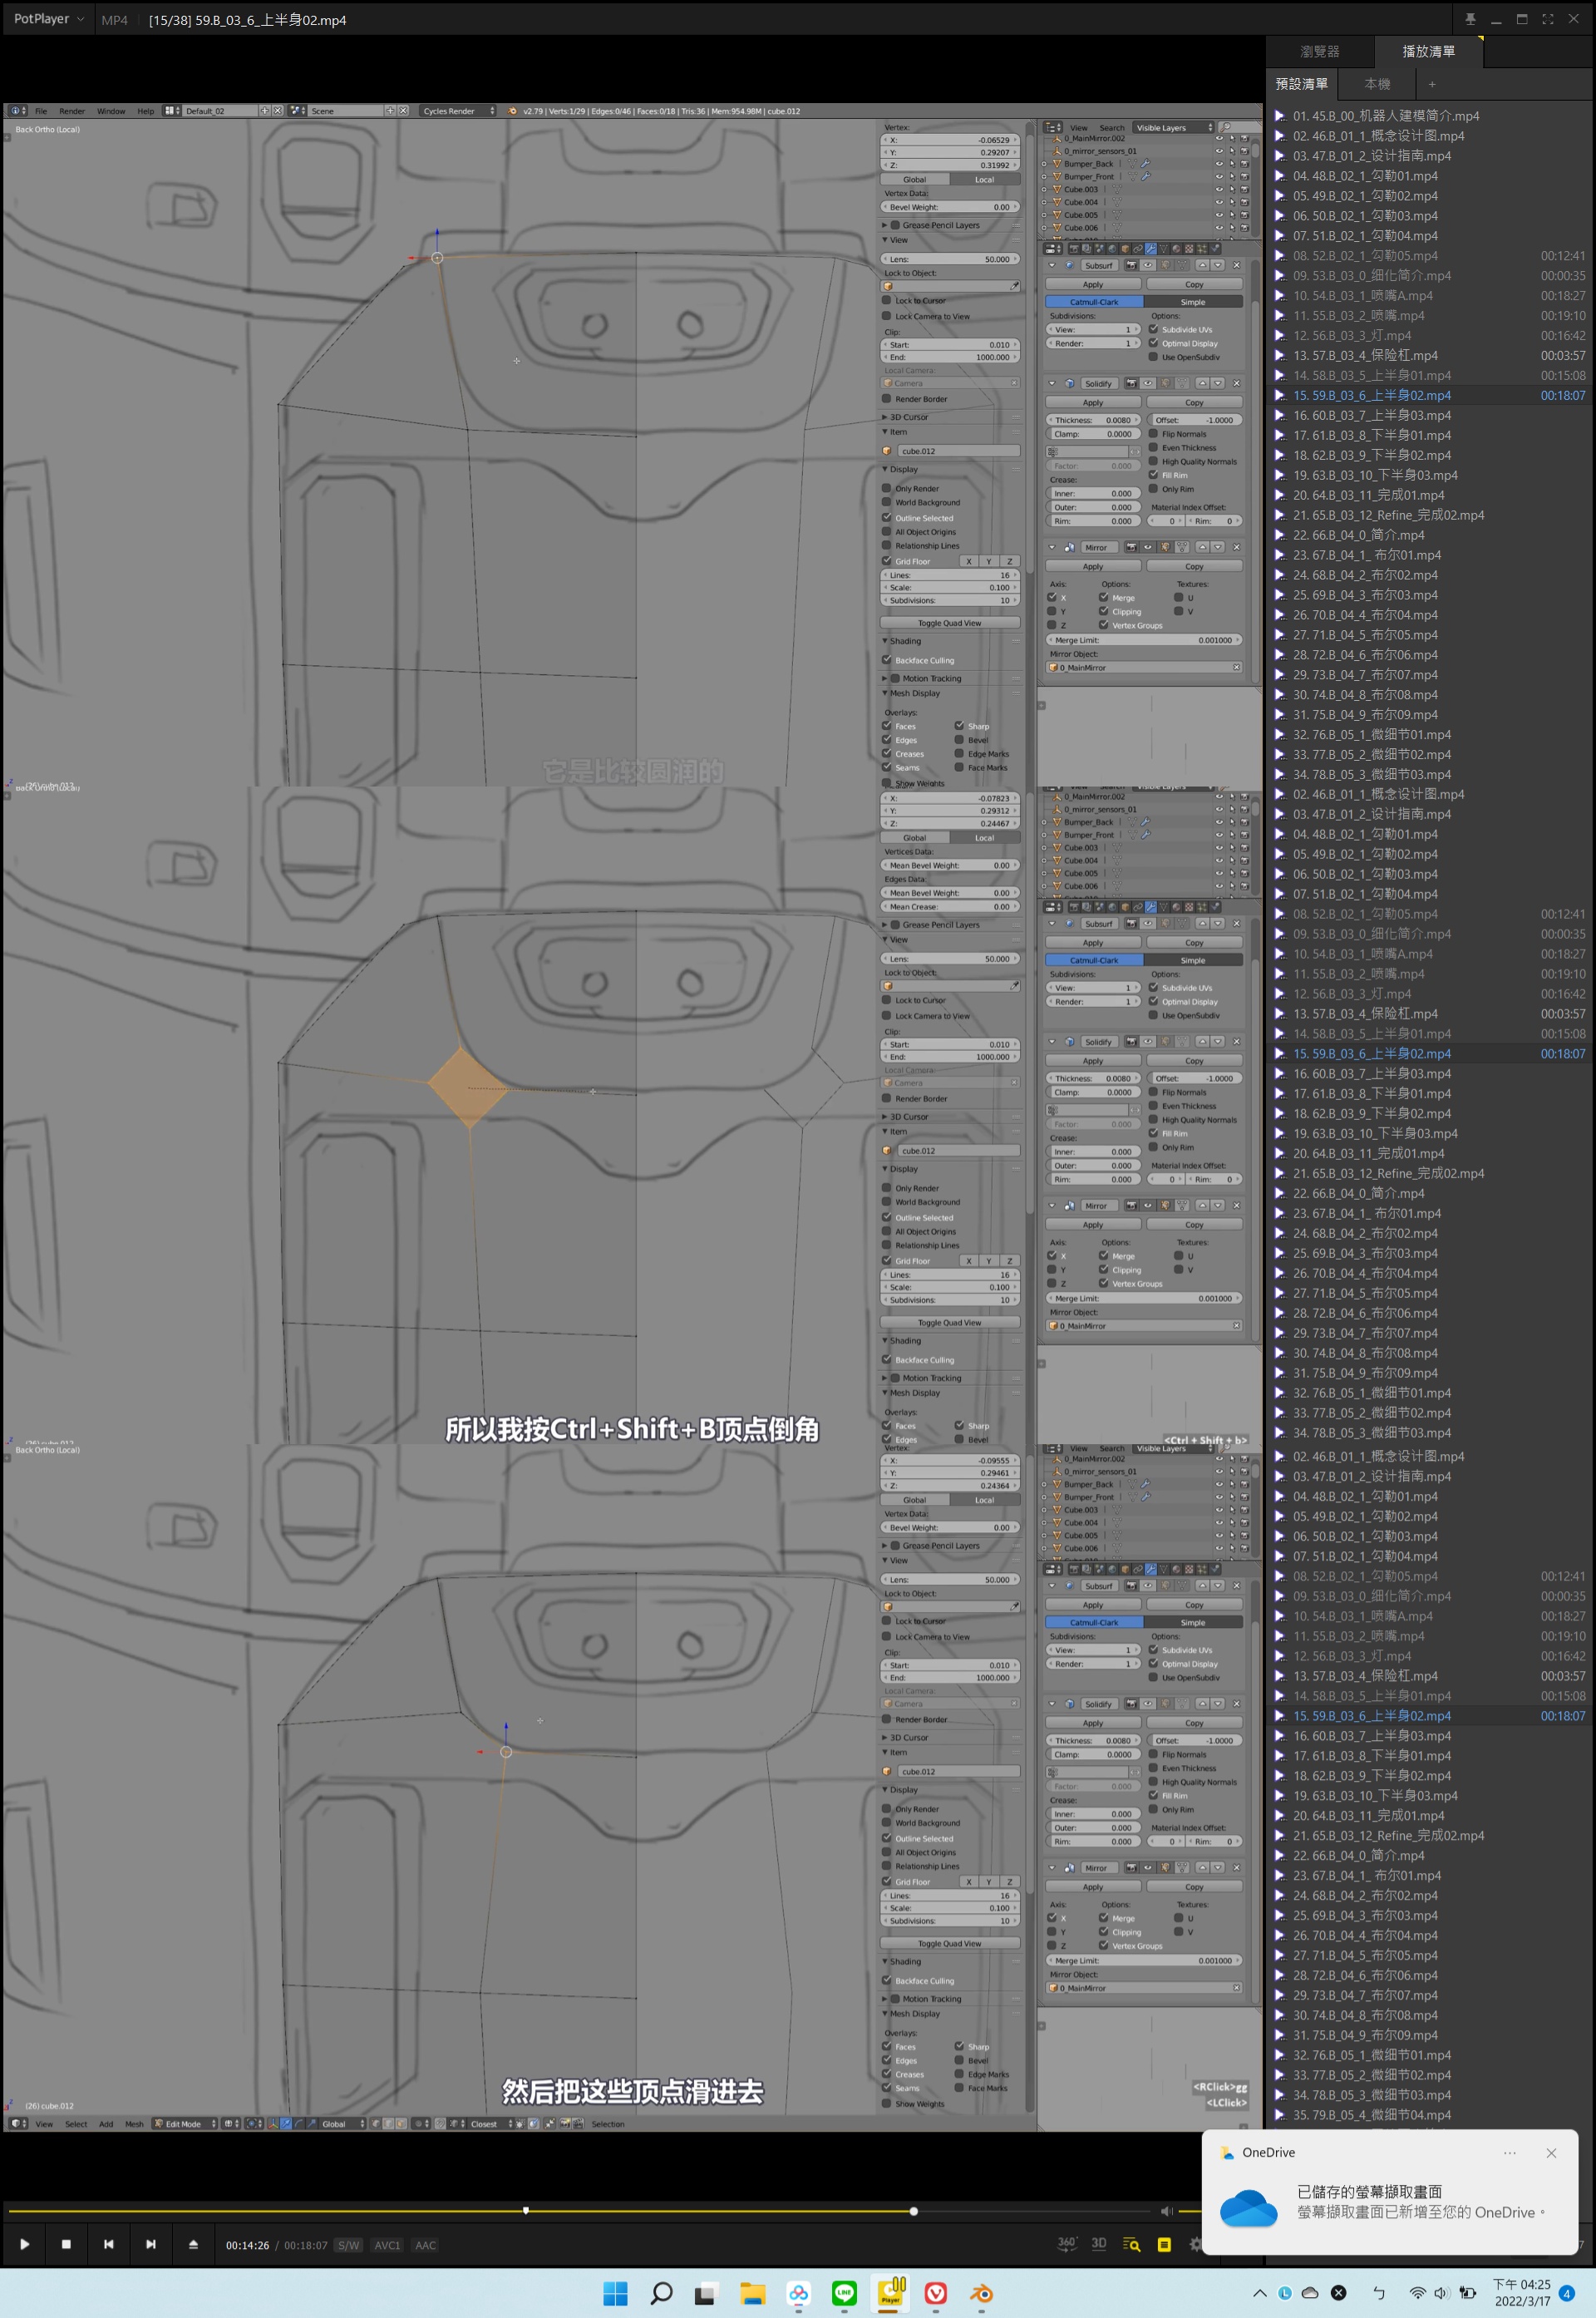 PotPlayer
MP4
[15/38] 59.B_03_6_上半身02.mp4
瀏覽器
播放清單
預設清單
本機
+
File Render Window Help Default_02 Scene Cycles Render v2.79 | Verts:1/29 | Edges:0/46 | Faces:0/18 | Tris:36 | Mem:954.98M | cube.012
Back Ortho (Local)
Vertex:
X: -0.06529
Y: 0.29207
Z: 0.31992
Global Local
Vertex Data:
Bevel Weight: 0.00
Grease Pencil Layers
View
Lens: 50.000
Lock to Object:
Lock to Cursor
Lock Camera to View
Clip:
Start: 0.010
End: 1000.000
Local Camera:
Camera
Render Border
3D Cursor
Item
cube.012
Display
Only Render
World Background
Outline Selected
All Object Origins
Relationship Lines
Grid Floor X Y Z
Lines: 16
Scale: 0.100
Subdivisions: 10
Toggle Quad View
Shading
Backface Culling
Motion Tracking
Mesh Display
Overlays:
Faces Sharp
Edges Bevel
Creases Edge Marks
Seams Face Marks
Show Weights
View Search Visible Layers
0_MainMirror.002
0_mirror_sensors_01
Bumper_Back
Bumper_Front
Cube.003
Cube.004
Cube.005
Cube.006
Subsurf
Apply Copy
Catmull-Clark Simple
Subdivisions: Options:
View: 1 Subdivide UVs
Render: 1 Optimal Display
Use OpenSubdiv
Solidify
Apply Copy
Thickness: 0.0080 Offset: -1.0000
Clamp: 0.0000 Flip Normals
Even Thickness
High Quality Normals
Factor: 0.000 Fill Rim
Crease: Only Rim
Inner: 0.000
Outer: 0.000 Material Index Offset:
Rim: 0.000 0 Rim: 0
Mirror
Apply Copy
Axis: Options: Textures:
X Merge U
Y Clipping V
Z Vertex Groups
Merge Limit: 0.001000
Mirror Object:
0_MainMirror
它是比较圆润的
X: -0.07823
Y: 0.29312
Z: 0.24467
Global Local
Vertices Data:
Mean Bevel Weight: 0.00
Edges Data:
Mean Bevel Weight: 0.00
Mean Crease: 0.00
所以我按Ctrl+Shift+B顶点倒角
<Ctrl + Shift + b>
Back Ortho (Local)
Vertex:
X: -0.09555
Y: 0.29461
Z: 0.24364
Global Local
Vertex Data:
Bevel Weight: 0.00
然后把这些顶点滑进去
<RClick>gg
<LClick>
(26) cube.012
View Select Add Mesh Edit Mode Global Closest Selection
01. 45.B_00_机器人建模简介.mp4
02. 46.B_01_1_概念设计图.mp4
03. 47.B_01_2_设计指南.mp4
04. 48.B_02_1_勾勒01.mp4
05. 49.B_02_1_勾勒02.mp4
06. 50.B_02_1_勾勒03.mp4
07. 51.B_02_1_勾勒04.mp4
08. 52.B_02_1_勾勒05.mp4 00:12:41
09. 53.B_03_0_细化简介.mp4 00:00:35
10. 54.B_03_1_喷嘴A.mp4 00:18:27
11. 55.B_03_2_喷嘴.mp4 00:19:10
12. 56.B_03_3_灯.mp4 00:16:42
13. 57.B_03_4_保险杠.mp4 00:03:57
14. 58.B_03_5_上半身01.mp4 00:15:08
15. 59.B_03_6_上半身02.mp4 00:18:07
16. 60.B_03_7_上半身03.mp4
17. 61.B_03_8_下半身01.mp4
18. 62.B_03_9_下半身02.mp4
19. 63.B_03_10_下半身03.mp4
20. 64.B_03_11_完成01.mp4
21. 65.B_03_12_Refine_完成02.mp4
22. 66.B_04_0_简介.mp4
23. 67.B_04_1_ 布尔01.mp4
24. 68.B_04_2_布尔02.mp4
25. 69.B_04_3_布尔03.mp4
26. 70.B_04_4_布尔04.mp4
27. 71.B_04_5_布尔05.mp4
28. 72.B_04_6_布尔06.mp4
29. 73.B_04_7_布尔07.mp4
30. 74.B_04_8_布尔08.mp4
31. 75.B_04_9_布尔09.mp4
32. 76.B_05_1_微细节01.mp4
33. 77.B_05_2_微细节02.mp4
34. 78.B_05_3_微细节03.mp4
35. 79.B_05_4_微细节04.mp4
OneDrive
已儲存的螢幕擷取畫面
螢幕擷取畫面已新增至您的 OneDrive。
00:14:26 / 00:18:07 S/W AVC1 AAC
360° 3D
下午 04:25
2022/3/17
4